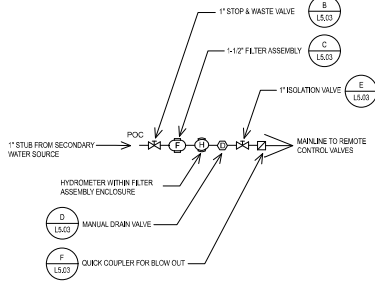 B
L5.03
1" STOP & WASTE VALVE
C
L5.03
1-1/2" FILTER ASSEMBLY
E
L5.03
1" ISOLATION VALVE
POC
1" STUB FROM SECONDARY
WATER SOURCE
F
H
D
MAINLINE TO REMOTE
CONTROL VALVES
HYDROMETER WITHIN FILTER
ASSEMBLY ENCLOSURE
D
L5.03
MANUAL DRAIN VALVE
F
L5.03
QUICK COUPLER FOR BLOW OUT